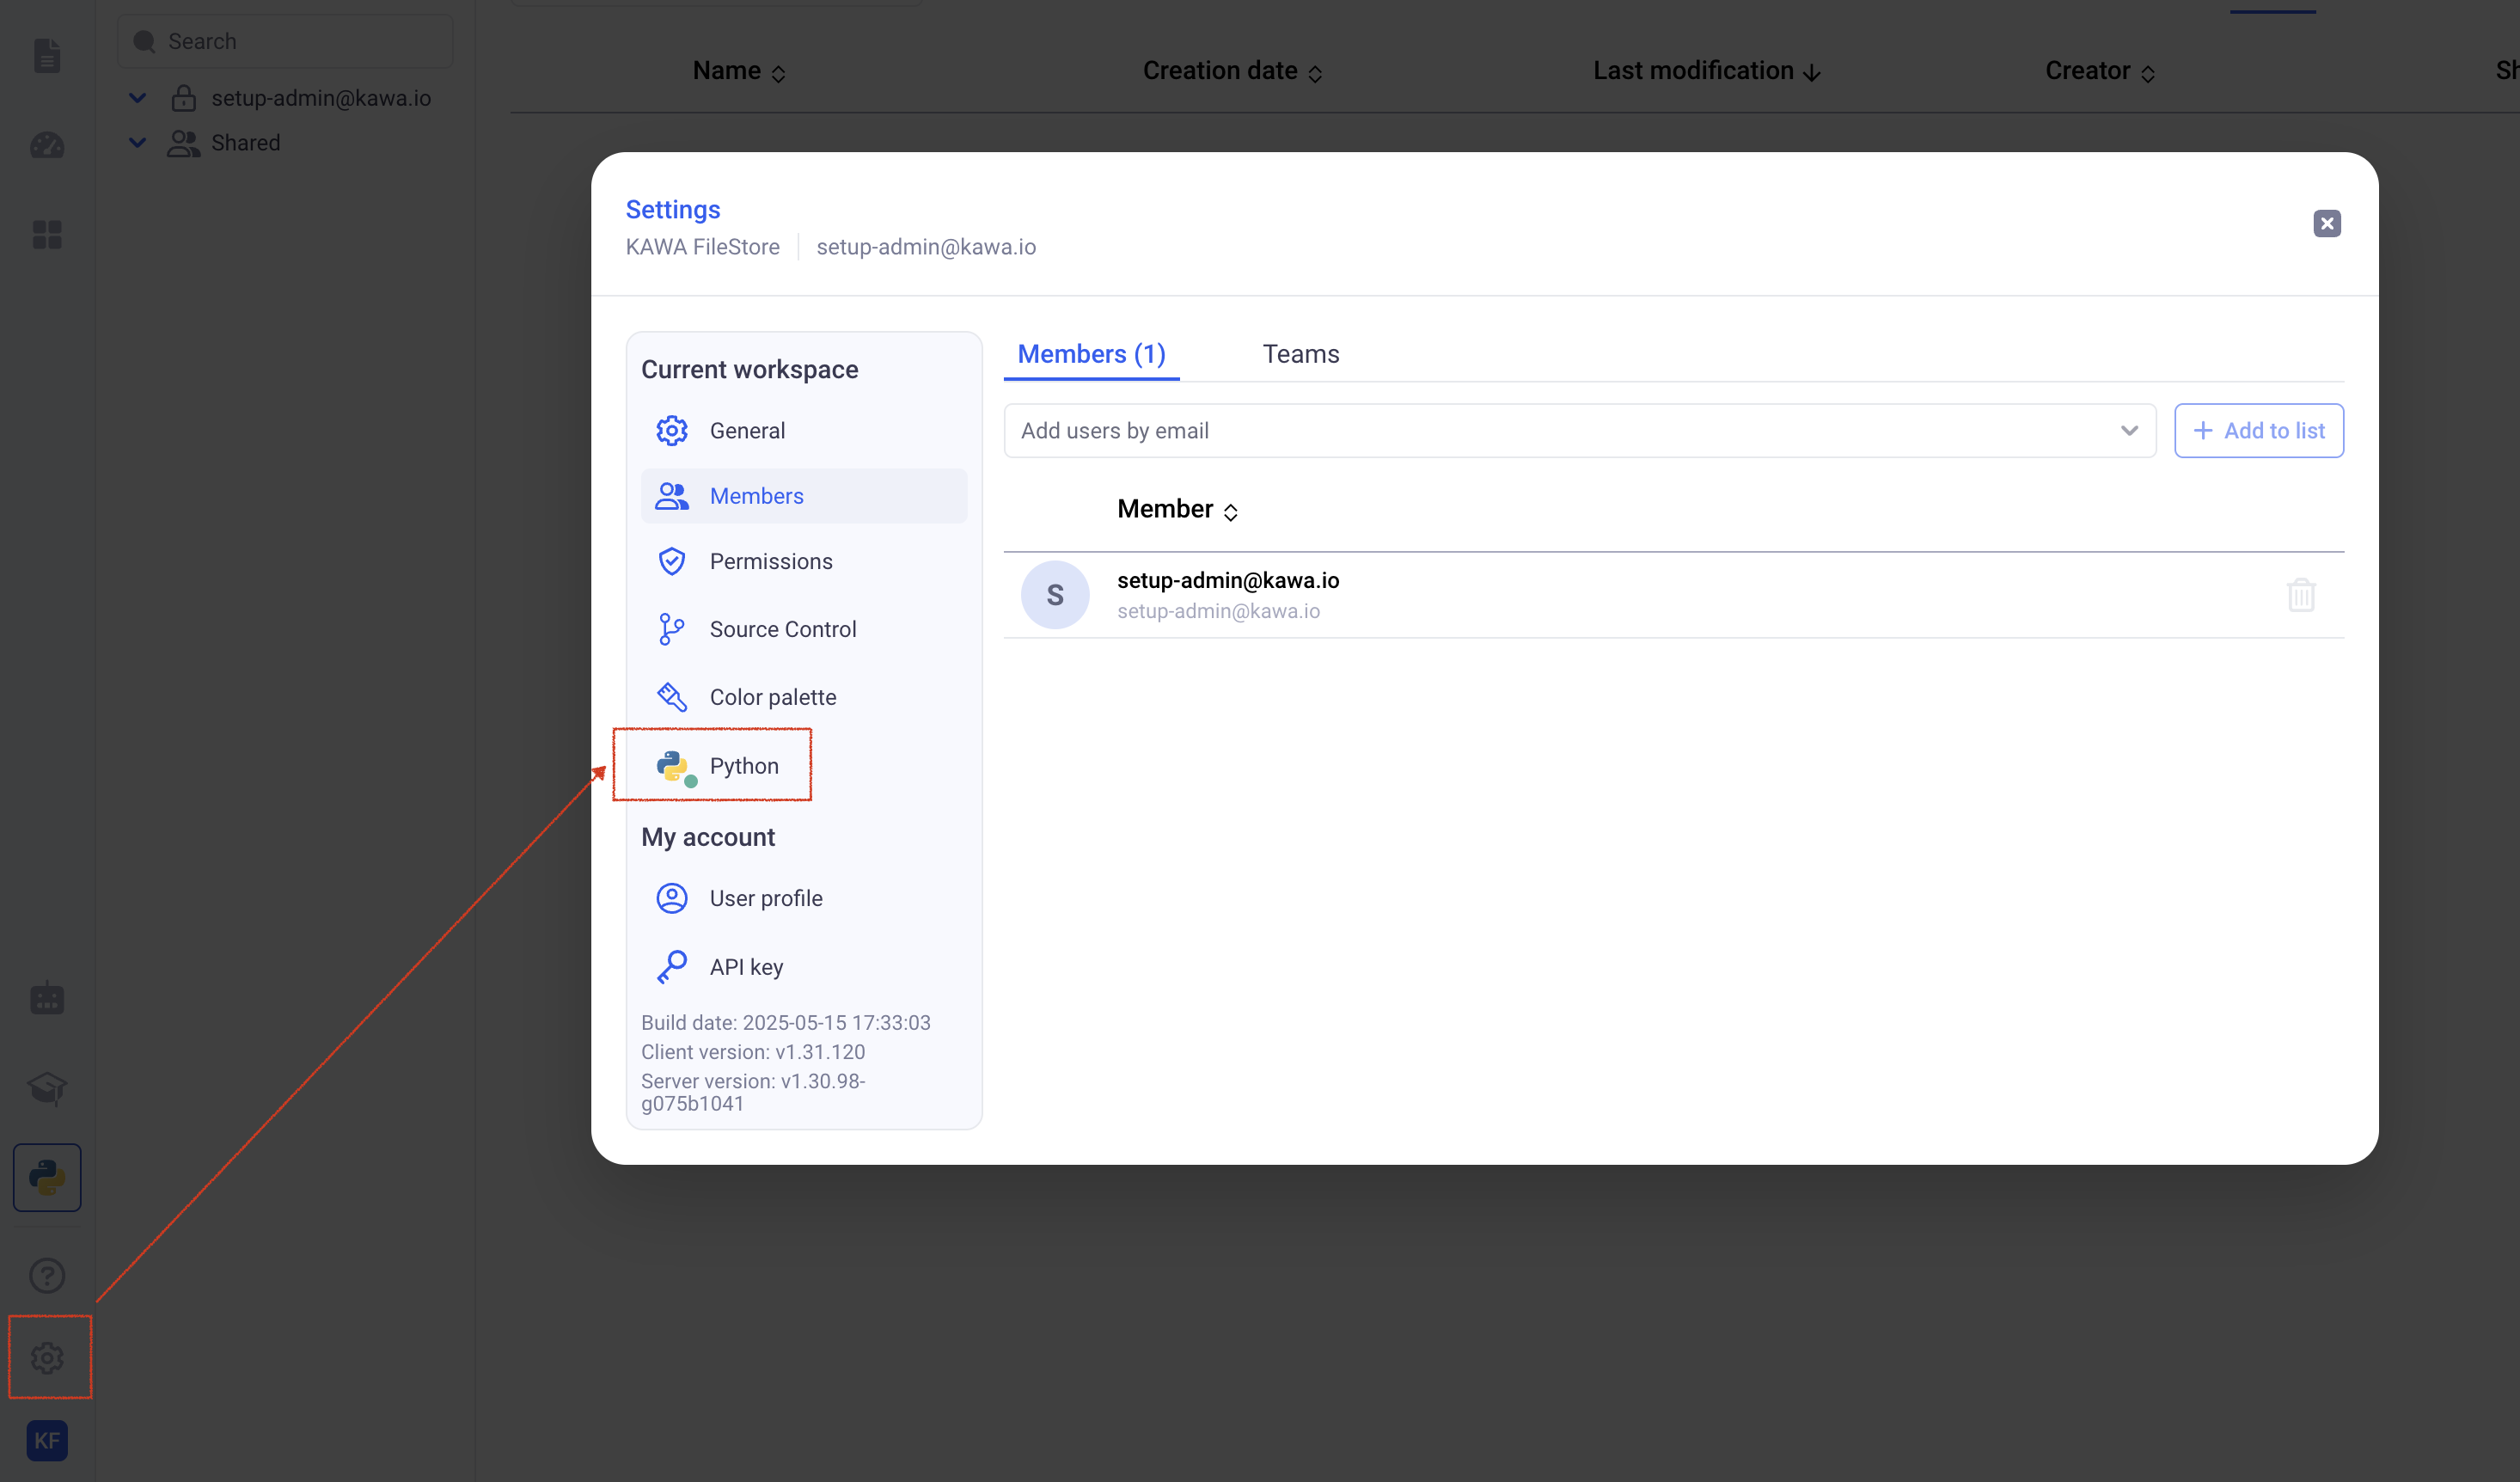 Search
setup-admin@kawa.io
Shared
Name
Creation date
Last modification
Creator
Settings
KAWA FileStore
setup-admin@kawa.io
Current workspace
General
Members
Permissions
Source Control
Color palette
Python
My account
User profile
API key
Build date: 2025-05-15 17:33:03
Client version: v1.31.120
Server version: v1.30.98-
g075b1041
Members (1)
Teams
Add users by email
Add to list
Member
S
setup-admin@kawa.io
setup-admin@kawa.io
KF